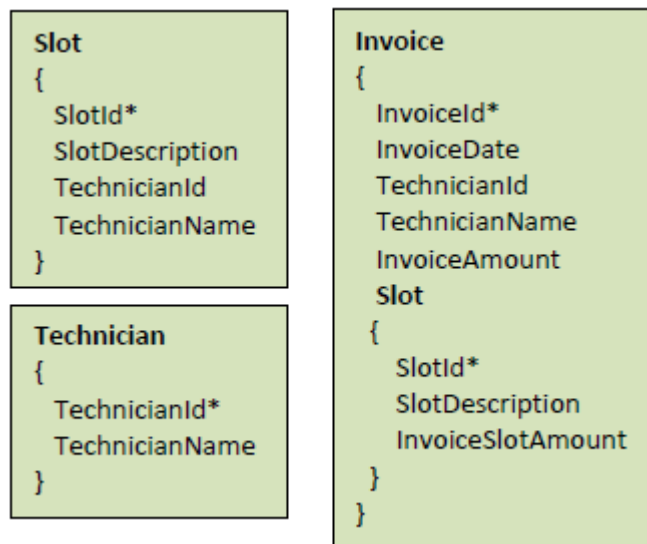 Slot
{
SlotId*
SlotDescription
TechnicianId
TechnicianName
}
Technician
{
TechnicianId*
TechnicianName
}
Invoice
{
InvoiceId*
InvoiceDate
TechnicianId
TechnicianName
InvoiceAmount
Slot
{
SlotId*
SlotDescription
InvoiceSlotAmount
}
}